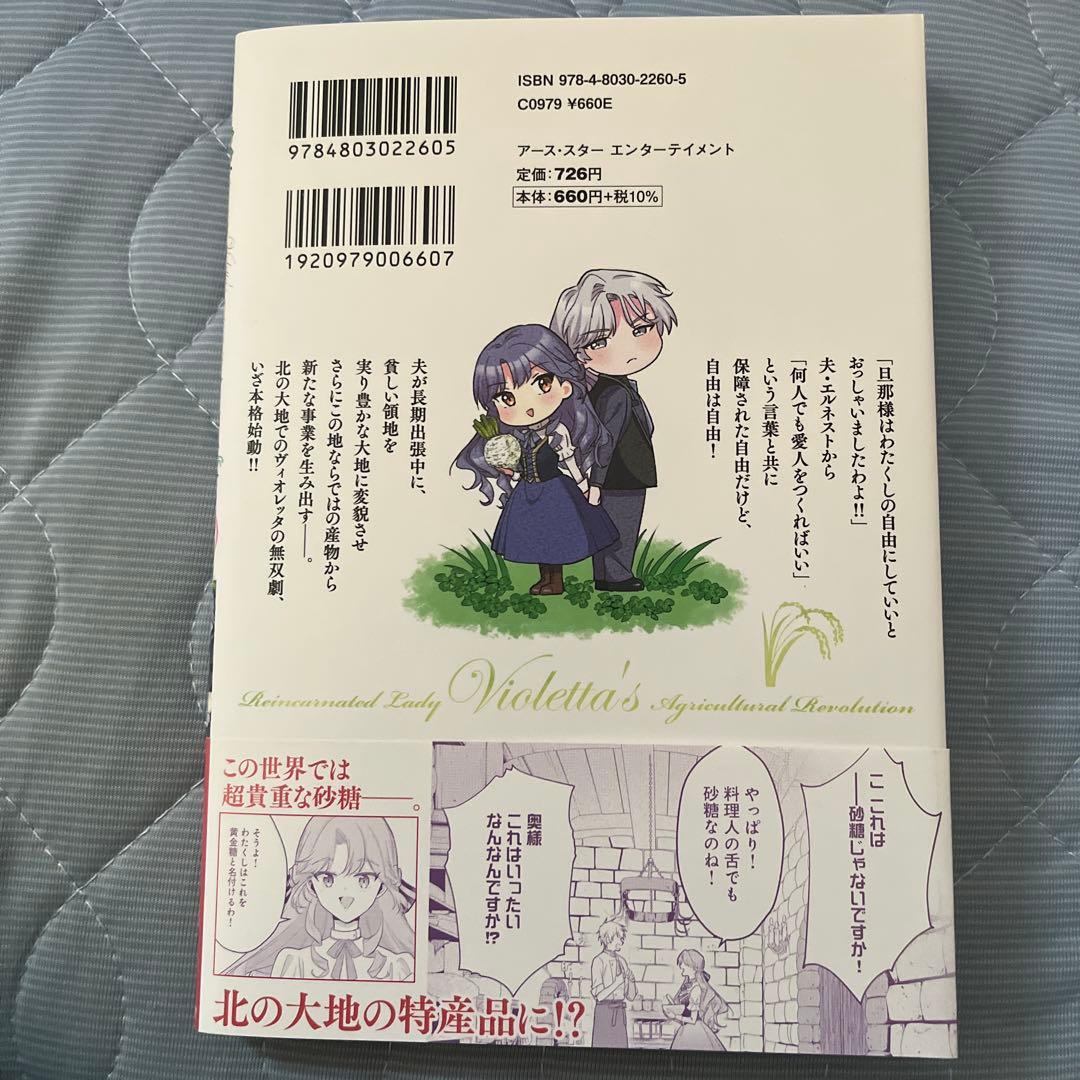 ISBN 978-4-8030-2260-5
C0979 ¥660E
9784803022605
アース・スター エンターテイメント
定価：726円
本体：660円+税10%
1920979006607
「旦那様はわたくしの自由にしていいと
おっしゃいましたわよ!!」
夫・エルネストから
「何人でも愛人をつくればいい」
という言葉と共に
保障された自由だけど、
自由は自由！
夫が長期出張中に、
貧しい領地を
実り豊かな大地に変貌させ
さらにこの地ならではの産物から
新たな事業を生み出す――。
北の大地でのヴィオレッタの無双劇、
いざ本格始動!!
Reincarnated Lady Violetta's Agricultural Revolution
この世界では
超貴重な砂糖――。
そうよ！
わたくしはこれを
黄金糖と名付けるわ！
ここれは
――砂糖じゃないですか！
やっぱり！
料理人の舌でも
砂糖なのね！
奥様
これはいったい
なんなんですか!?
北の大地の特産品に!?